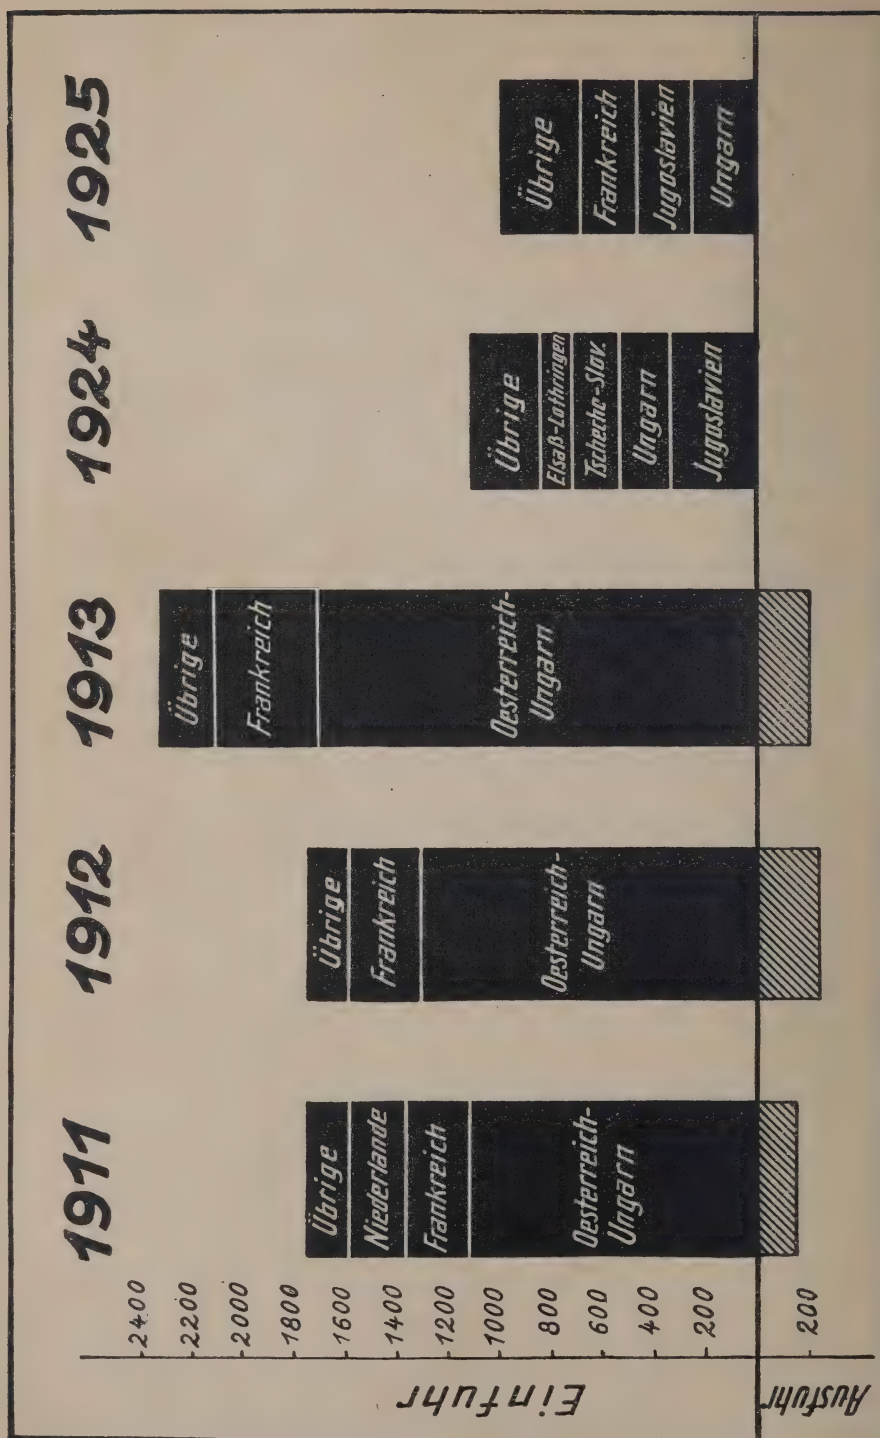 1911
1912
1913
1924
1925
Einfuhr
Ausfuhr
2400
2200
2000
1800
1600
1400
1200
1000
800
600
400
200
200
Übrige
Niederlande
Frankreich
Oesterreich-
Ungarn
Übrige
Frankreich
Oesterreich-
Ungarn
Übrige
Frankreich
Oesterreich-
Ungarn
Übrige
Elsaß-Lothringen
Tscheche-Slov.
Ungarn
Jugoslavien
Übrige
Frankreich
Jugoslavien
Ungarn